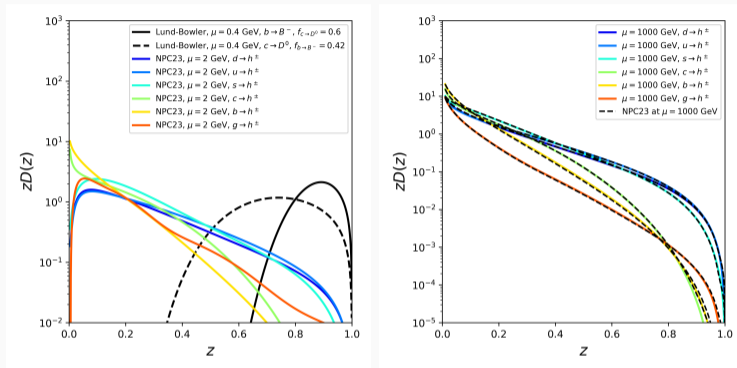 10³
10²
10¹
10⁰
10⁻¹
10⁻²
zD(z)
0.0 0.2 0.4 0.6 0.8 1.0
z
Lund-Bowler, μ = 0.4 GeV, b → B⁻, f_{c→D⁰} = 0.6
Lund-Bowler, μ = 0.4 GeV, c → D⁰, f_{b→B⁻} = 0.42
NPC23, μ = 2 GeV, d → h^±
NPC23, μ = 2 GeV, u → h^±
NPC23, μ = 2 GeV, s → h^±
NPC23, μ = 2 GeV, c → h^±
NPC23, μ = 2 GeV, b → h^±
NPC23, μ = 2 GeV, g → h^±
10³
10²
10¹
10⁰
10⁻¹
10⁻²
10⁻³
10⁻⁴
10⁻⁵
zD(z)
0.0 0.2 0.4 0.6 0.8 1.0
z
μ = 1000 GeV, d → h^±
μ = 1000 GeV, u → h^±
μ = 1000 GeV, s → h^±
μ = 1000 GeV, c → h^±
μ = 1000 GeV, b → h^±
μ = 1000 GeV, g → h^±
NPC23 at μ = 1000 GeV